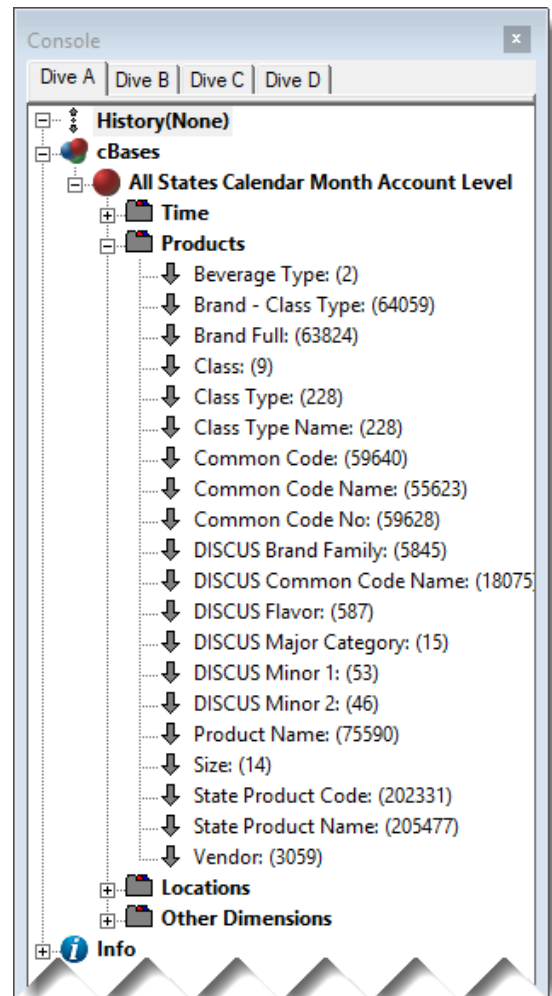 Console
Dive A Dive B Dive C Dive D
History(None)
cBases
All States Calendar Month Account Level
Time
Products
Beverage Type: (2)
Brand - Class Type: (64059)
Brand Full: (63824)
Class: (9)
Class Type: (228)
Class Type Name: (228)
Common Code: (59640)
Common Code Name: (55623)
Common Code No: (59628)
DISCUS Brand Family: (5845)
DISCUS Common Code Name: (18075)
DISCUS Flavor: (587)
DISCUS Major Category: (15)
DISCUS Minor 1: (53)
DISCUS Minor 2: (46)
Product Name: (75590)
Size: (14)
State Product Code: (202331)
State Product Name: (205477)
Vendor: (3059)
Locations
Other Dimensions
Info